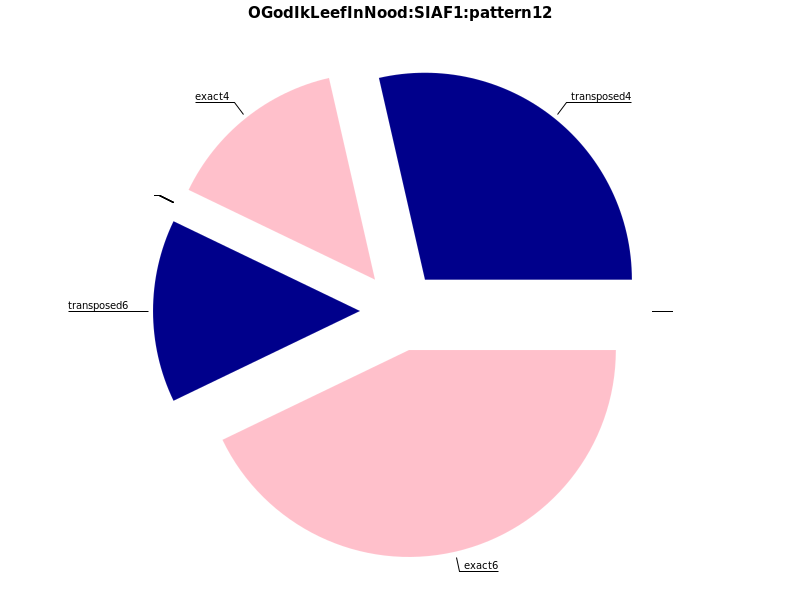 OGodIkLeefInNood:SIAF1:pattern12
exact4
transposed4
transposed6
exact6